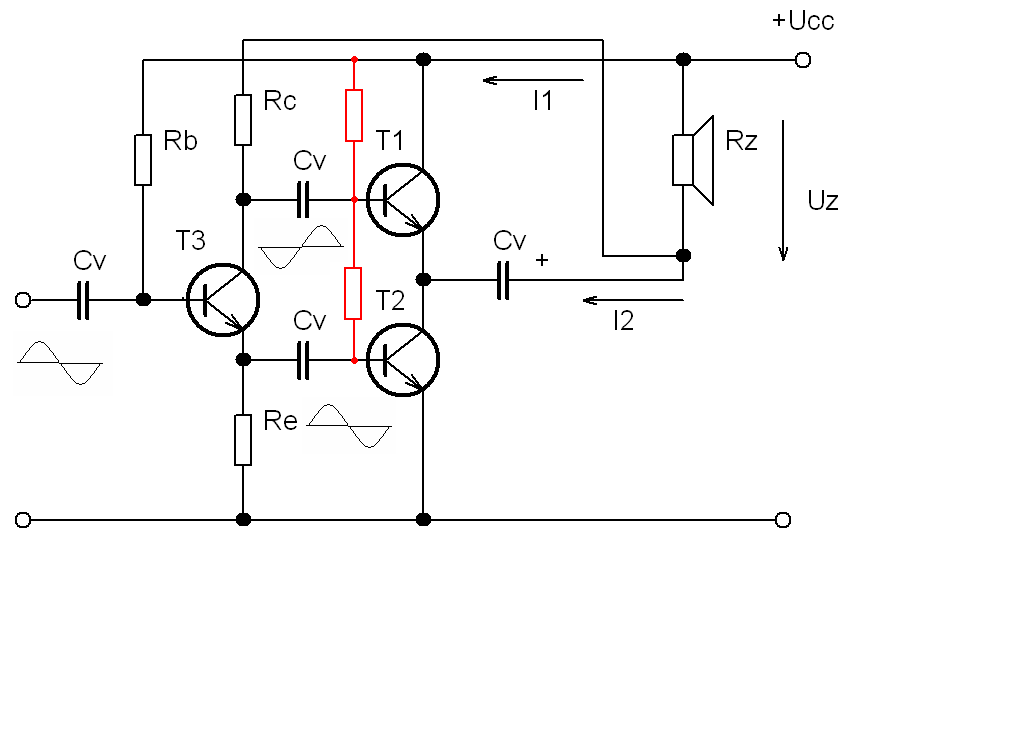 +Ucc
Rc
I1
Rb
T1
Rz
Cv
Uz
T3
Cv
Cv
+
T2
Cv
I2
Re